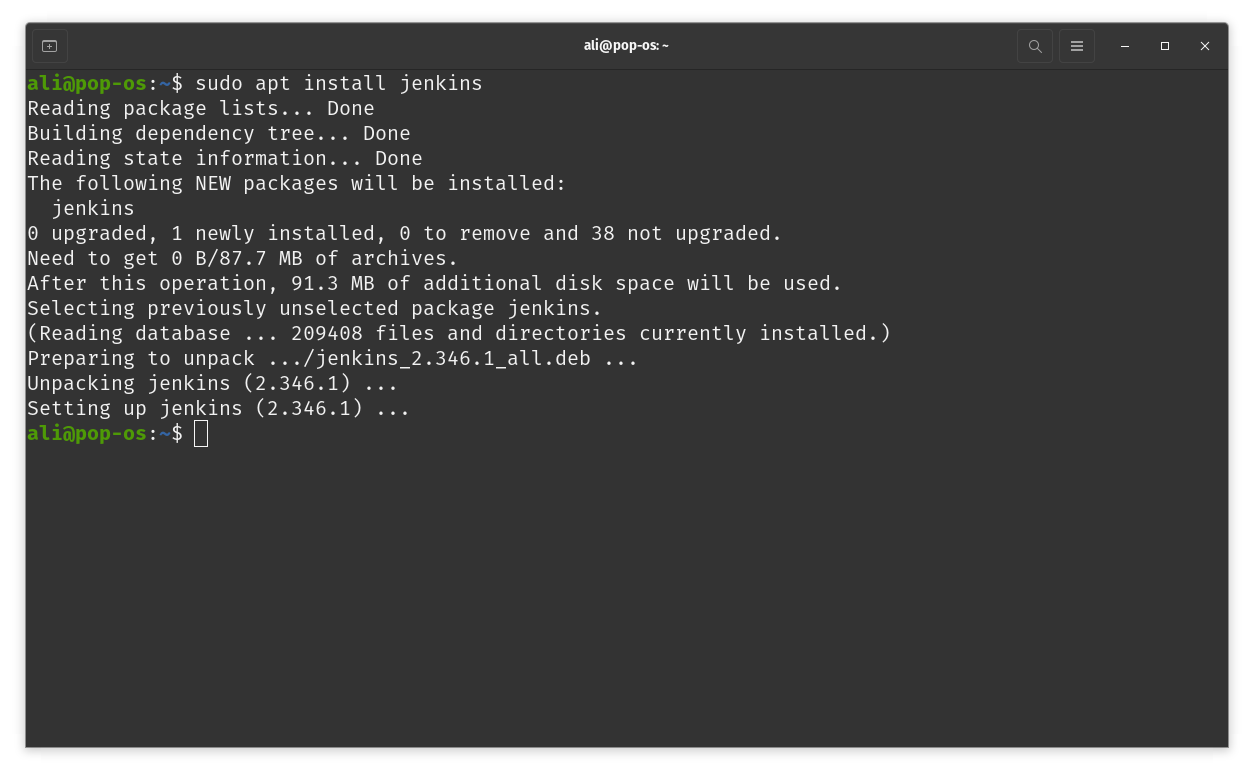 ali@pop-os: ~
ali@pop-os:~$ sudo apt install jenkins
Reading package lists... Done
Building dependency tree... Done
Reading state information... Done
The following NEW packages will be installed:
  jenkins
0 upgraded, 1 newly installed, 0 to remove and 38 not upgraded.
Need to get 0 B/87.7 MB of archives.
After this operation, 91.3 MB of additional disk space will be used.
Selecting previously unselected package jenkins.
(Reading database ... 209408 files and directories currently installed.)
Preparing to unpack .../jenkins_2.346.1_all.deb ...
Unpacking jenkins (2.346.1) ...
Setting up jenkins (2.346.1) ...
ali@pop-os:~$